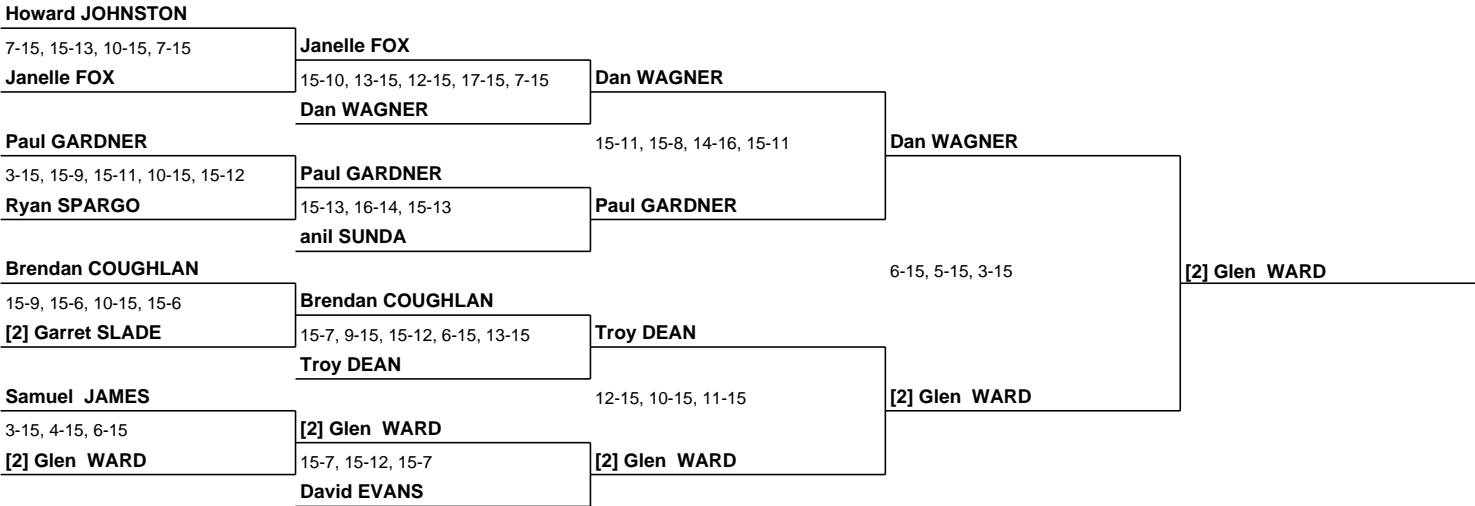 Howard JOHNSTON
7-15, 15-13, 10-15, 7-15
Janelle FOX
Janelle FOX
15-10, 13-15, 12-15, 17-15, 7-15
Dan WAGNER
Dan WAGNER
Paul GARDNER
3-15, 15-9, 15-11, 10-15, 15-12
Ryan SPARGO
Paul GARDNER
15-13, 16-14, 15-13
anil SUNDA
15-11, 15-8, 14-16, 15-11
Paul GARDNER
Dan WAGNER
Brendan COUGHLAN
15-9, 15-6, 10-15, 15-6
[2] Garret SLADE
Brendan COUGHLAN
15-7, 9-15, 15-12, 6-15, 13-15
Troy DEAN
Troy DEAN
Samuel JAMES
3-15, 4-15, 6-15
[2] Glen WARD
[2] Glen WARD
15-7, 15-12, 15-7
David EVANS
12-15, 10-15, 11-15
[2] Glen WARD
[2] Glen WARD
6-15, 5-15, 3-15
[2] Glen WARD